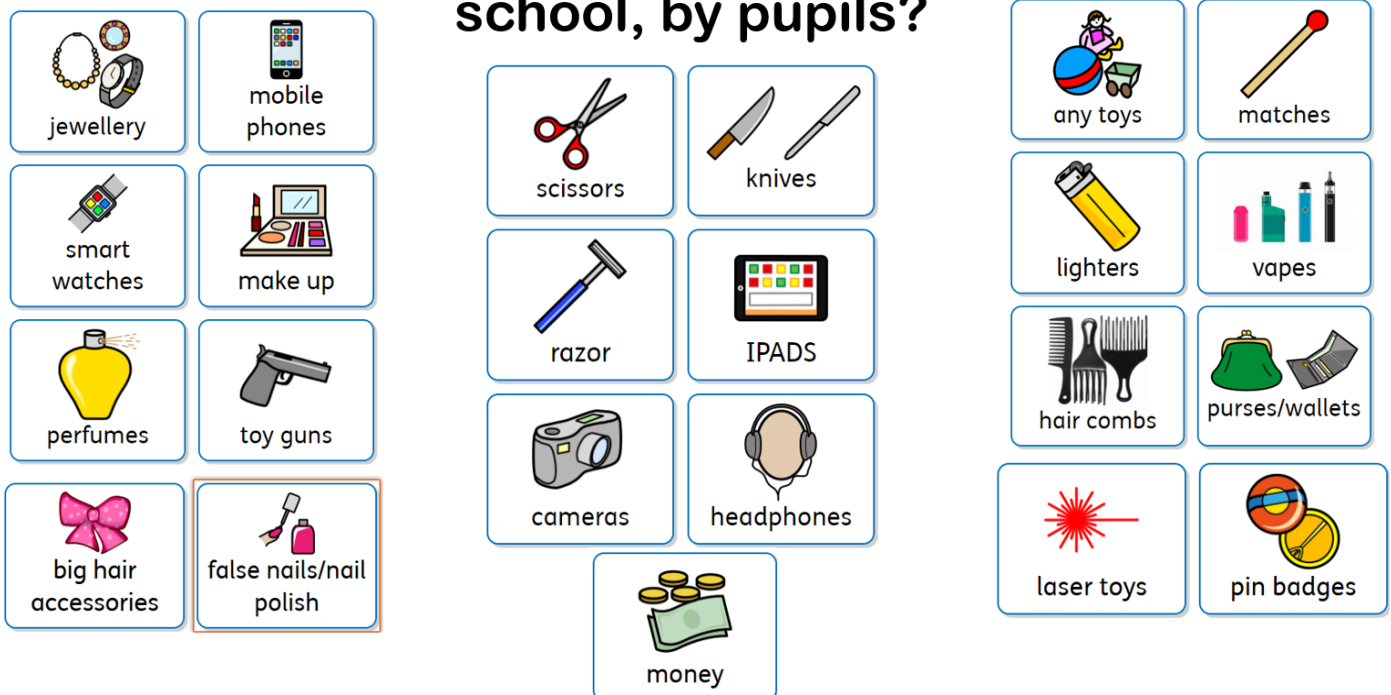 school, by pupils?
jewellery
mobile
phones
smart
watches
make up
perfumes
toy guns
big hair
accessories
false nails/nail
polish
scissors
knives
razor
IPADS
cameras
headphones
money
any toys
matches
lighters
vapes
hair combs
purses/wallets
laser toys
pin badges